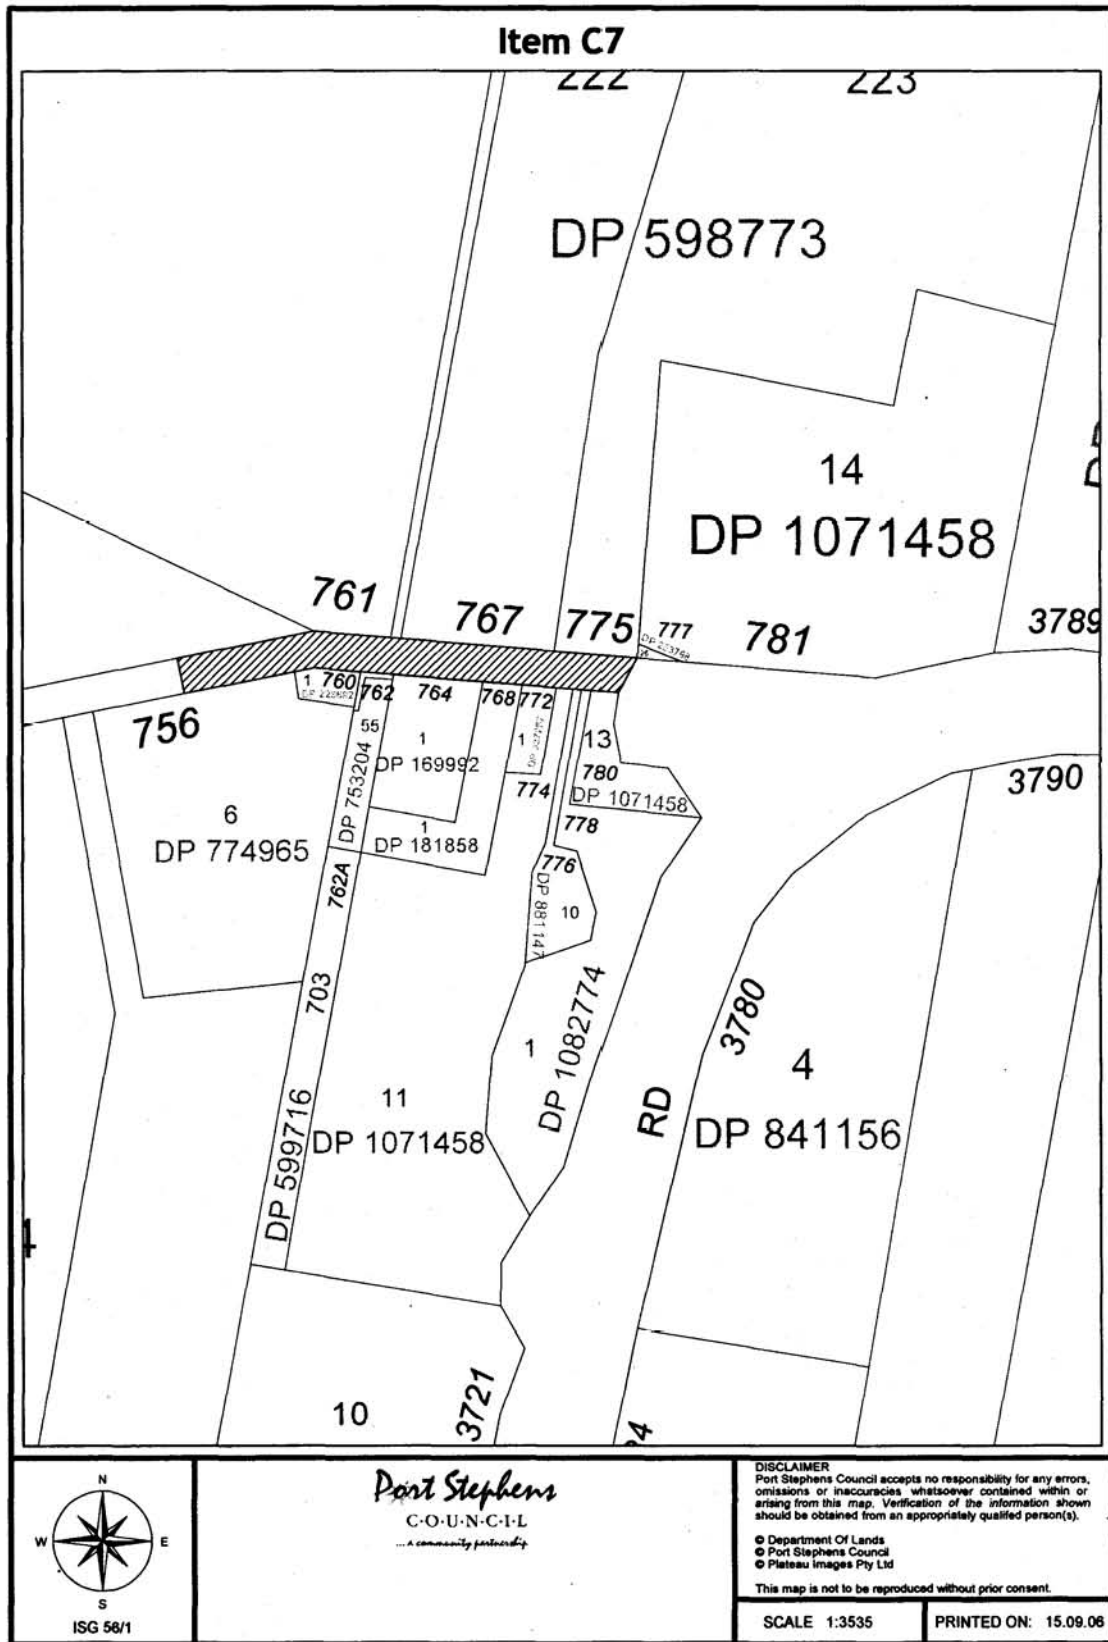 Item C7
222
223
DP 598773
14
DP 1071458
761
767
775
777
781
3789
760
1
762
764
768
772
756
55
1
DP 169992
1
13
780
DP 1071458
3790
774
6
DP 774965
DP 753204
1
DP 181858
778
776
762A
10
DP 881147
703
1
DP 1082774
3780
4
DP 841156
RD
11
DP 1071458
DP 599716
10
3721
N
W
E
S
ISG 56/1
Port Stephens
C·O·U·N·C·I·L
... a community partnership
DISCLAIMER
Port Stephens Council accepts no responsibility for any errors,
omissions or inaccuracies whatsoever contained within or
arising from this map. Verification of the information shown
should be obtained from an appropriately qualified person(s).
© Department Of Lands
© Port Stephens Council
© Plateau Images Pty Ltd
This map is not to be reproduced without prior consent.
SCALE 1:3535
PRINTED ON: 15.09.06